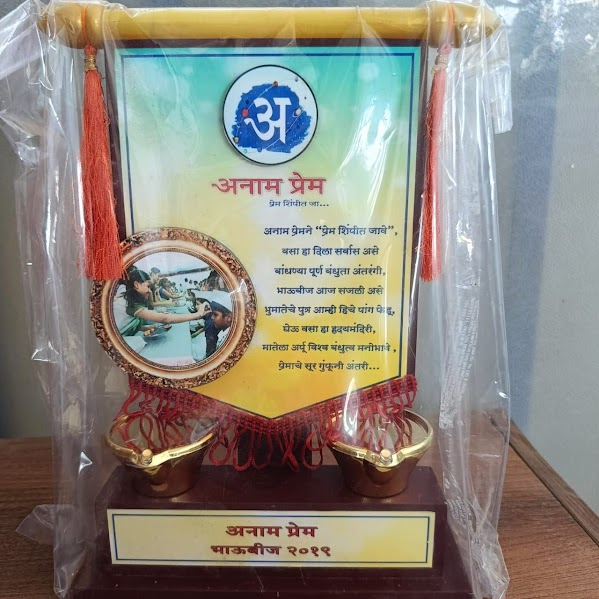 अ
अनाम प्रेम
प्रेम शिंपीत जा...
अनाम प्रेमने “प्रेम शिंपीत जावे”,
वसा हा दिला सर्वास असे
बांधण्या पूर्ण बंधुता अंतरंगी,
भाऊबीज आज सजली असे
भुमातेचे पुत्र आम्ही हिचे पांग फेडू,
घेऊ वसा हा हृदयमंदिरी,
मातेला अर्पू विश्व बंधुत्व मनोभावे ,
प्रेमाचे सूर गुंफूनी अंतरी...
अनाम प्रेम
भाऊबीज २०१९